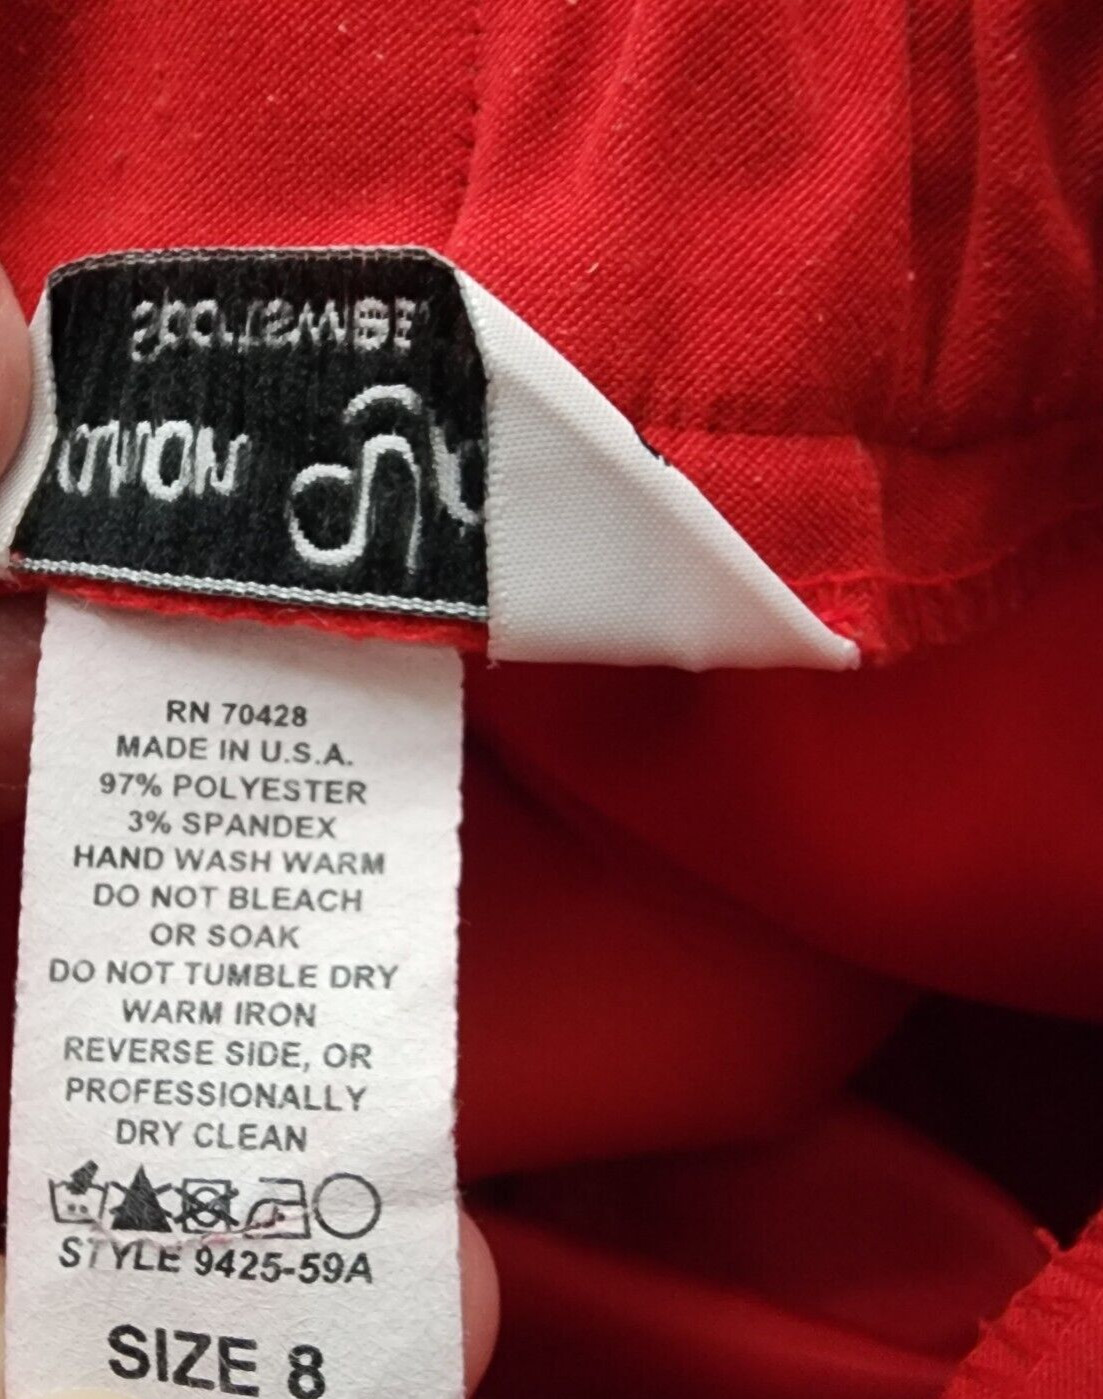 RN 70428
MADE IN U.S.A.
97% POLYESTER
3% SPANDEX
HAND WASH WARM
DO NOT BLEACH
OR SOAK
DO NOT TUMBLE DRY
WARM IRON
REVERSE SIDE, OR
PROFESSIONALLY
DRY CLEAN
STYLE 9425-59A
SIZE 8